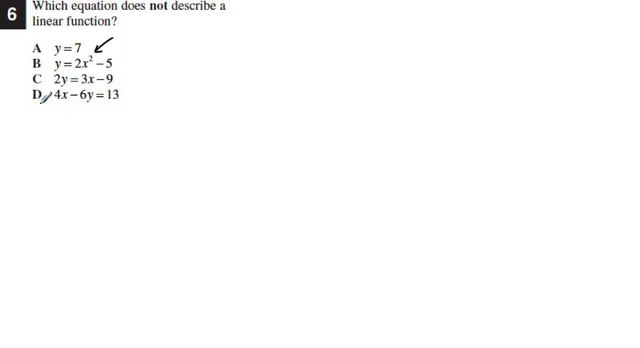 6
Which equation does not describe a
linear function?
A y=7
B y=2x²−5
C 2y=3x−9
D 4x−6y=13